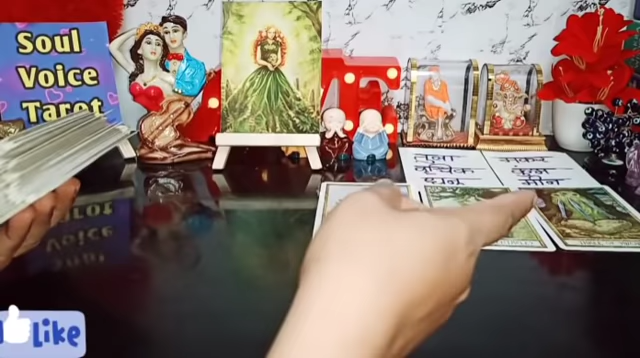 Soul
Voice
Tarot
तुला
वृश्चिक
धनु
मकर
कुंभ
मीन
Like